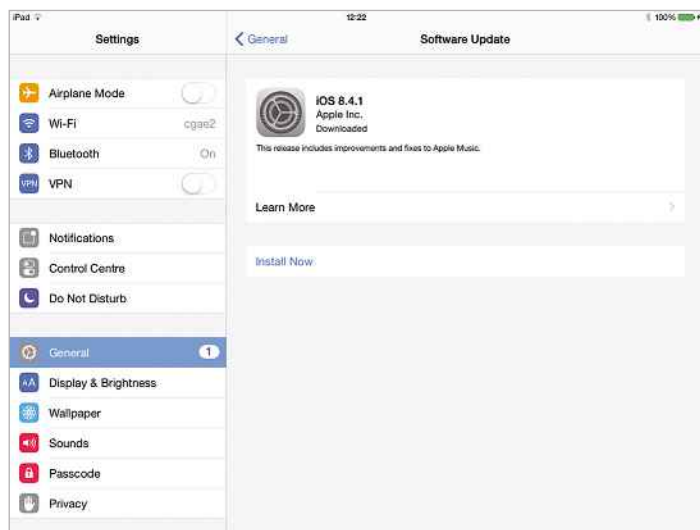 iPad 12:22 100%
Settings
General Software Update
Airplane Mode
Wi-Fi cgae2
Bluetooth On
VPN VPN
Notifications
Control Centre
Do Not Disturb
General 1
AA Display & Brightness
Wallpaper
Sounds
Passcode
Privacy
iOS 8.4.1
Apple Inc.
Downloaded
This release includes improvements and fixes to Apple Music.
Learn More
Install Now